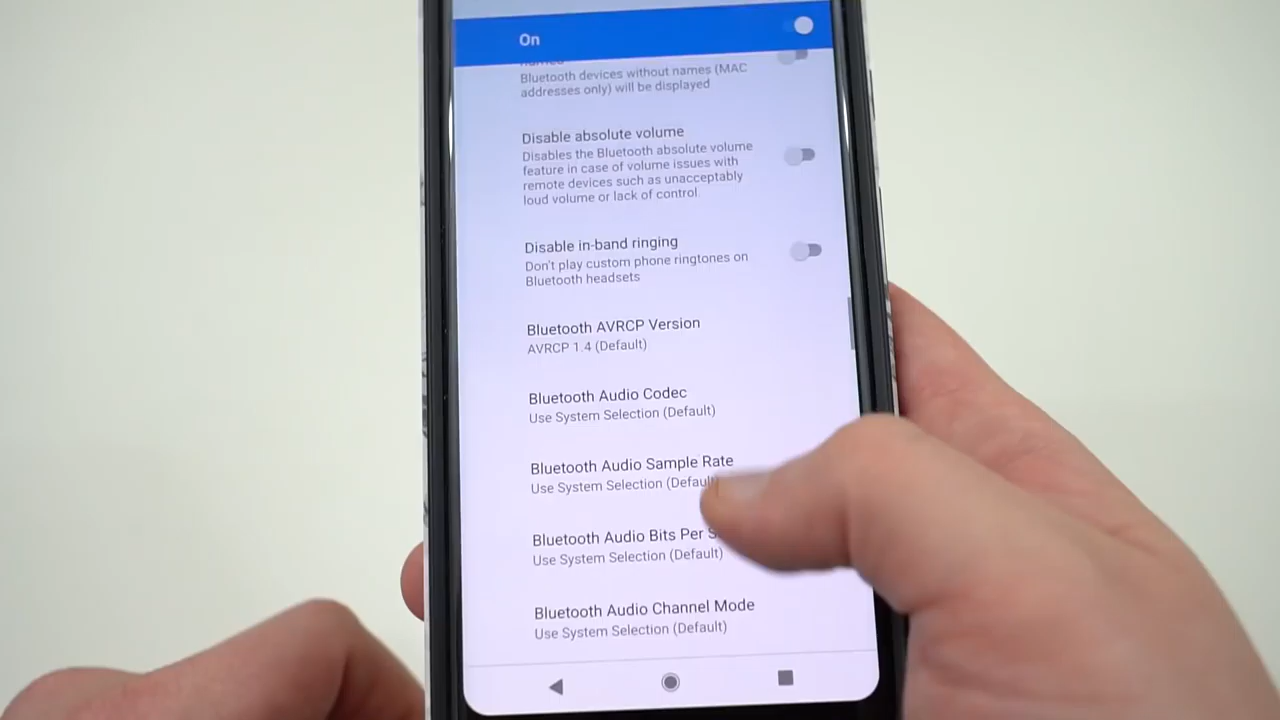 On
Bluetooth devices without names (MAC
addresses only) will be displayed
Disable absolute volume
Disables the Bluetooth absolute volume
feature in case of volume issues with
remote devices such as unacceptably
loud volume or lack of control
Disable in-band ringing
Don't play custom phone ringtones on
Bluetooth headsets
Bluetooth AVRCP Version
AVRCP 1.4 (Default)
Bluetooth Audio Codec
Use System Selection (Default)
Bluetooth Audio Sample Rate
Use System Selection (Defaul
Bluetooth Audio Bits Per S
Use System Selection (Default)
Bluetooth Audio Channel Mode
Use System Selection (Default)